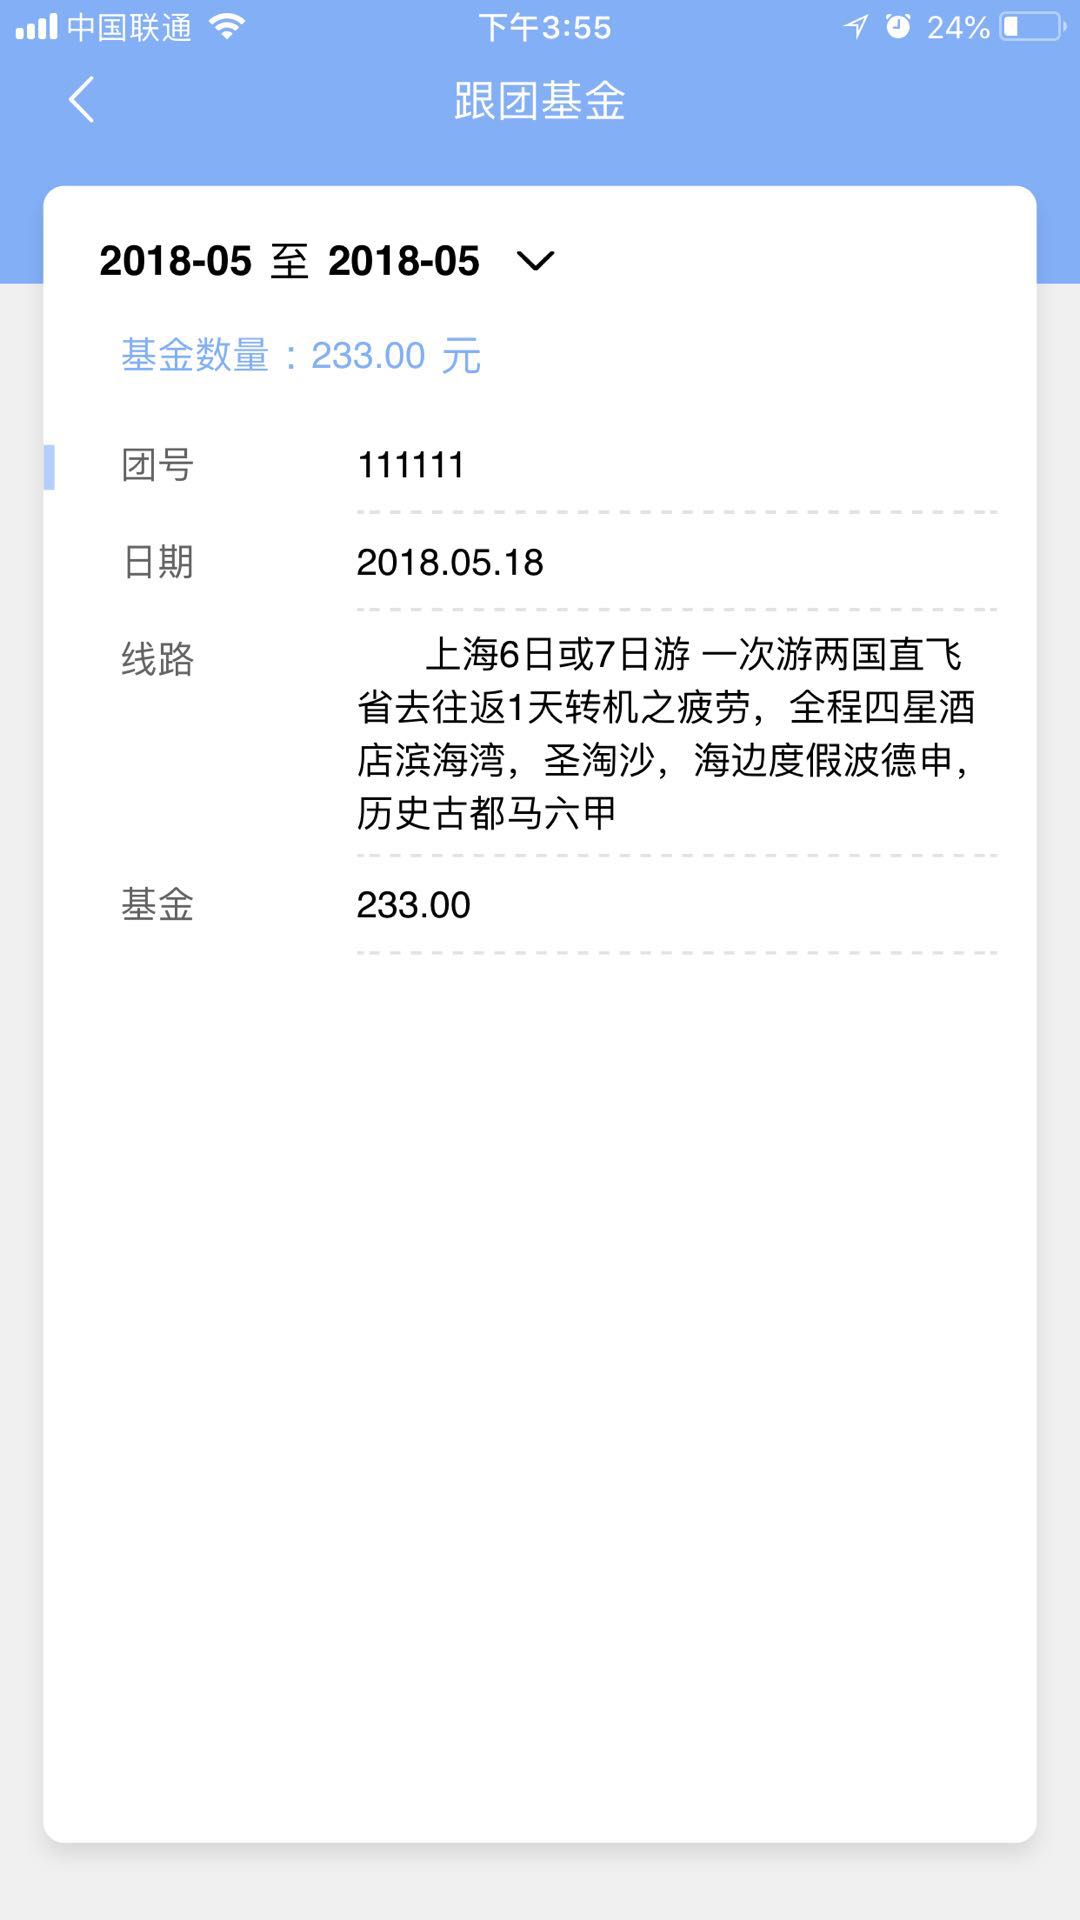 中国联通
下午3:55
24%
跟团基金
2018-05 至 2018-05
基金数量 : 233.00 元
团号
111111
日期
2018.05.18
线路
上海6日或7日游 一次游两国直飞
省去往返1天转机之疲劳，全程四星酒
店滨海湾，圣淘沙，海边度假波德申，
历史古都马六甲
基金
233.00